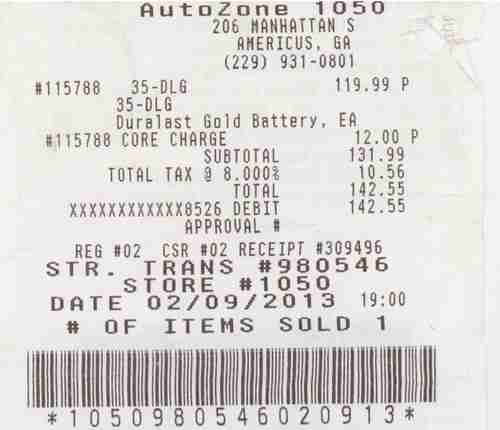 AutoZone 1050
206 MANHATTAN S
AMERICUS, GA
(229) 931-0801
#115788 35-DLG 119.99 P
35-DLG
Duralast Gold Battery, EA
#115788 CORE CHARGE 12.00 P
SUBTOTAL 131.99
TOTAL TAX @ 8.000% 10.56
TOTAL 142.55
XXXXXXXXXXXX8526 DEBIT 142.55
APPROVAL #
REG #02 CSR #02 RECEIPT #309496
STR. TRANS #980546
STORE #1050
DATE 02/09/2013 19:00
# OF ITEMS SOLD 1
*1050980546020913*